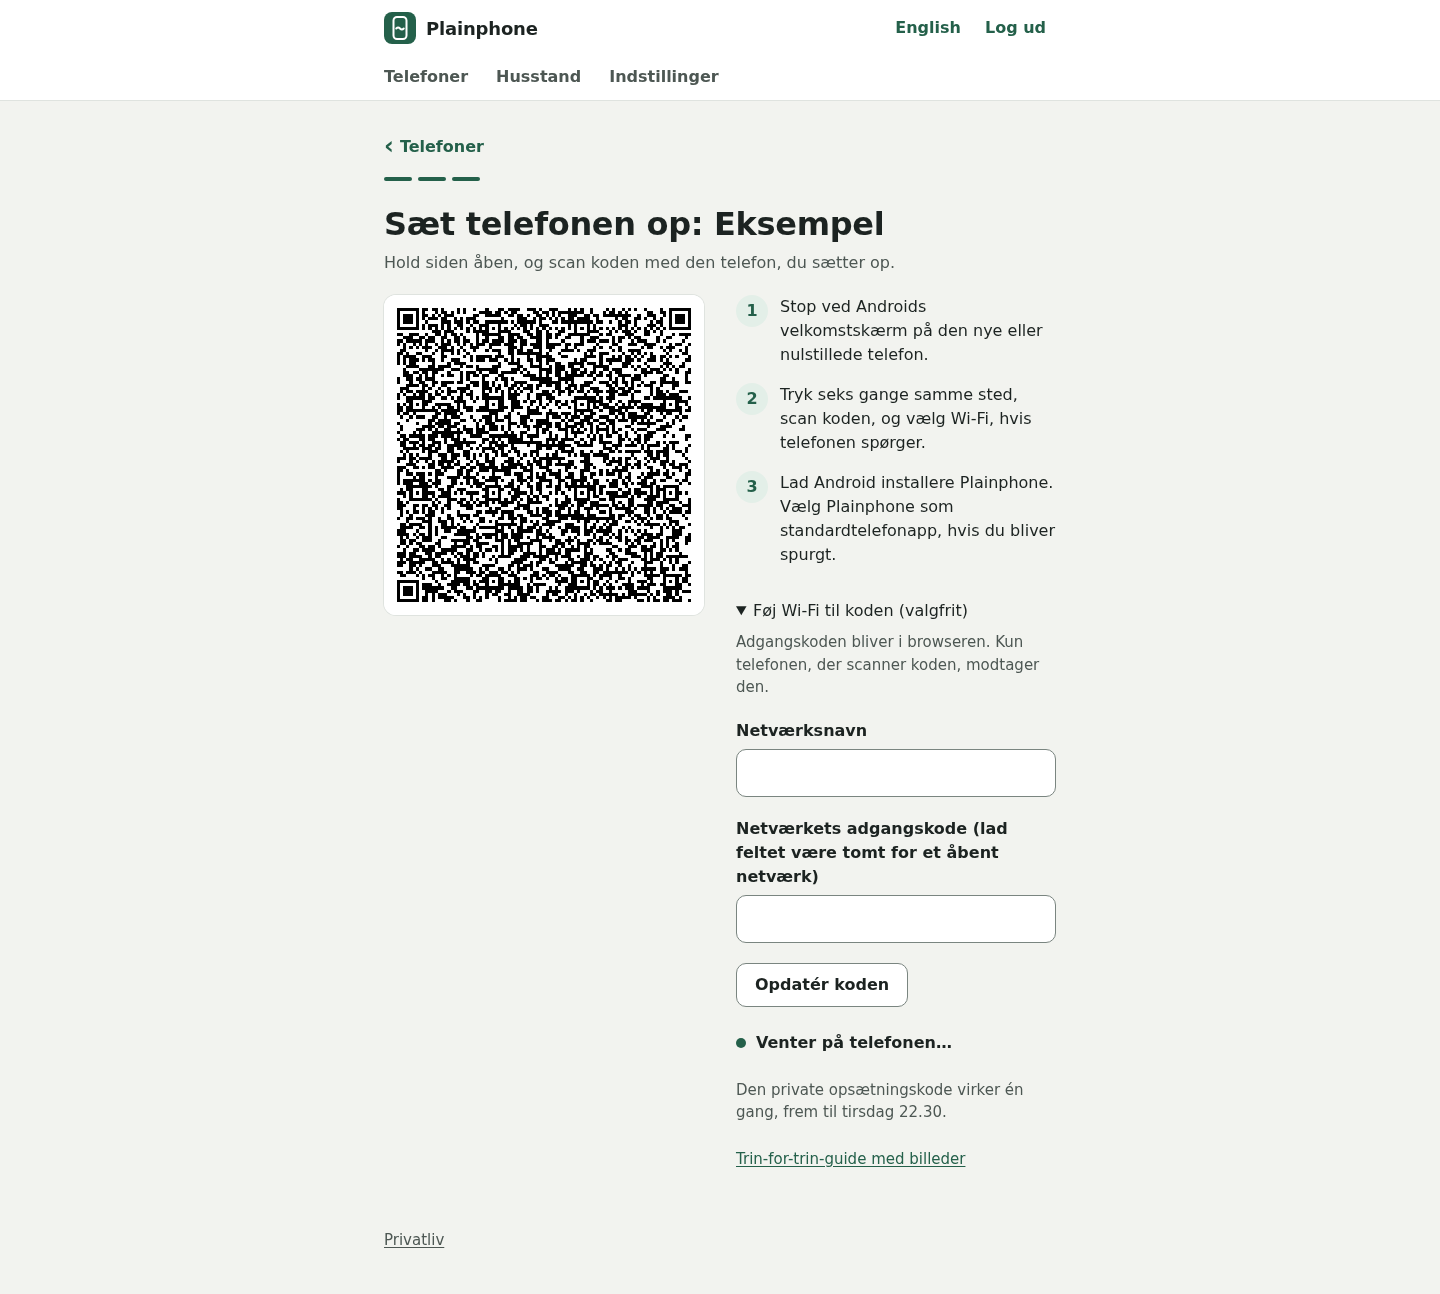 Plainphone
English Log ud
Telefoner Husstand Indstillinger
‹ Telefoner
Sæt telefonen op: Eksempel
Hold siden åben, og scan koden med den telefon, du sætter op.
1 Stop ved Androids
velkomstskærm på den nye eller
nulstillede telefon.
2 Tryk seks gange samme sted,
scan koden, og vælg Wi-Fi, hvis
telefonen spørger.
3 Lad Android installere Plainphone.
Vælg Plainphone som
standardtelefonapp, hvis du bliver
spurgt.
▼ Føj Wi-Fi til koden (valgfrit)
Adgangskoden bliver i browseren. Kun
telefonen, der scanner koden, modtager
den.
Netværksnavn
Netværkets adgangskode (lad
feltet være tomt for et åbent
netværk)
Opdatér koden
Venter på telefonen…
Den private opsætningskode virker én
gang, frem til tirsdag 22.30.
Trin-for-trin-guide med billeder
Privatliv